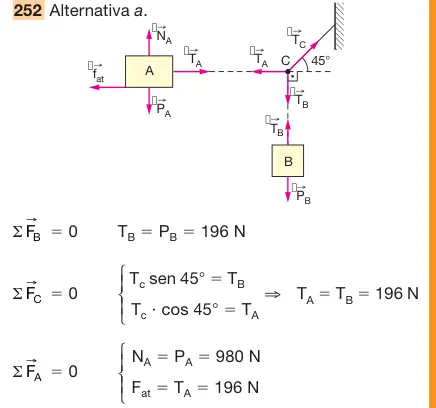 252 Alternativa a.
N_A
T_A T_A C T_C 45°
f_at A
P_A T_B
T_B
B
P_B
ΣF_B = 0 T_B = P_B = 196 N
ΣF_C = 0 { T_c sen 45° = T_B
T_c · cos 45° = T_A ⇒ T_A = T_B = 196 N
ΣF_A = 0 { N_A = P_A = 980 N
F_at = T_A = 196 N